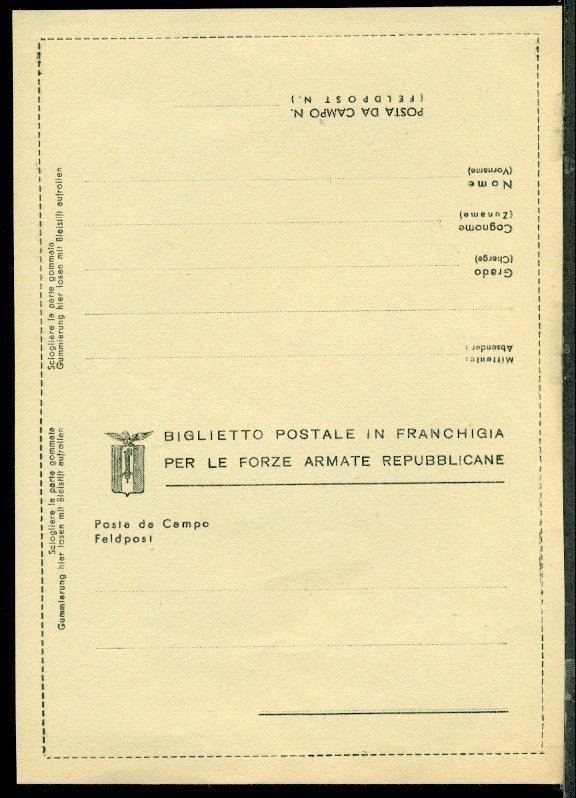 POSTA DA CAMPO N.
(FELDPOST N.)
Nome
(Vorname)
Cognome
(Zuname)
Grado
(Charge)
Mittente:
Absender:
Sciogliere la parte gommata
Gummierung hier losen mit Bleistift aufrollen
Sciogliere la parte gommata
Gummierung hier losen mit Bleistift aufrollen
BIGLIETTO POSTALE IN FRANCHIGIA
PER LE FORZE ARMATE REPUBBLICANE
Posta da Campo
Feldpost